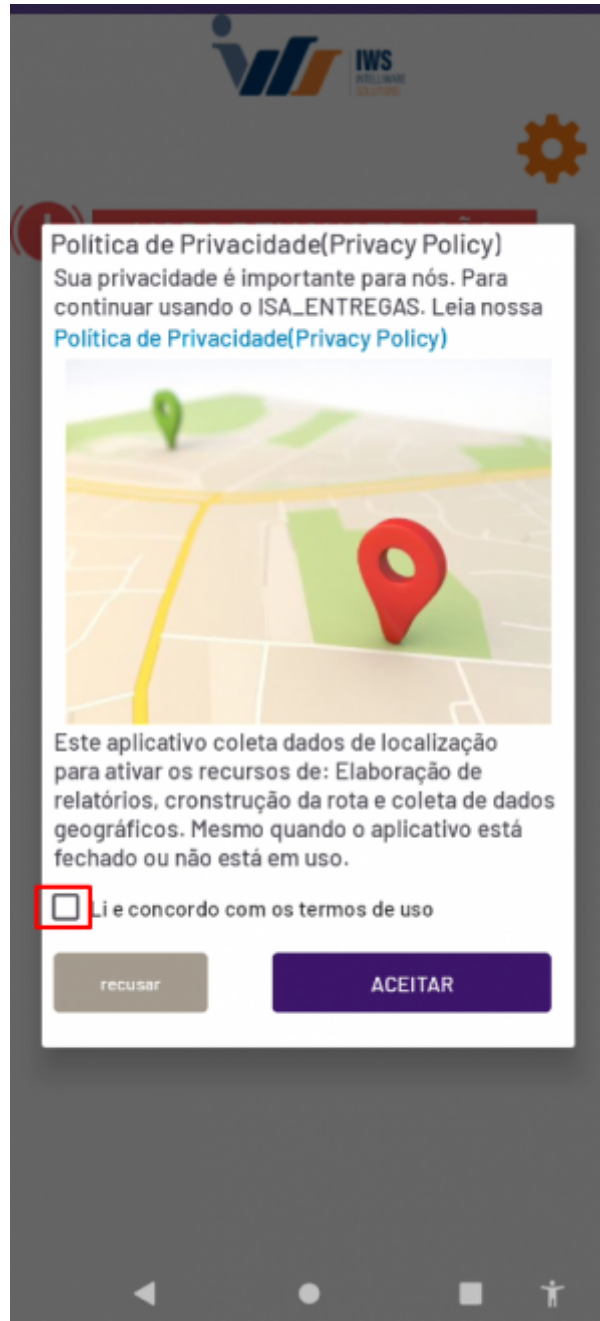 IWS
INTELLIWARE
SOLUTIONS
Política de Privacidade(Privacy Policy)
Sua privacidade é importante para nós. Para
continuar usando o ISA_ENTREGAS. Leia nossa
Política de Privacidade(Privacy Policy)
Este aplicativo coleta dados de localização
para ativar os recursos de: Elaboração de
relatórios, cronstrução da rota e coleta de dados
geográficos. Mesmo quando o aplicativo está
fechado ou não está em uso.
Li e concordo com os termos de uso
recusar
ACEITAR